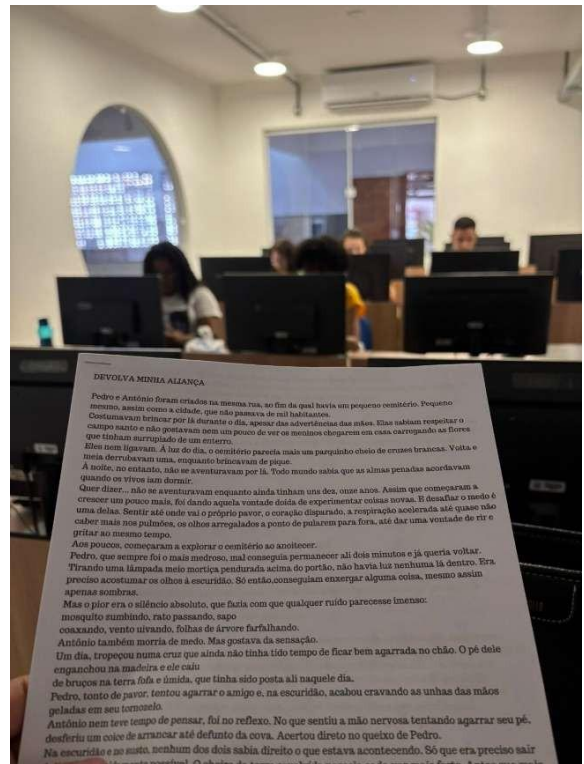 DEVOLVA MINHA ALIANÇA
Pedro e Antônio foram criados na mesma rua, ao fim da qual havia um pequeno cemitério. Pequeno
mesmo, assim como a cidade, que não passava de mil habitantes.
Costumavam brincar por lá durante o dia, apesar das advertências das mães. Elas sabiam respeitar o
campo santo e não gostavam nem um pouco de ver os meninos chegarem em casa carregando as flores
que tinham surrupiado de um enterro.
Eles nem ligavam. À luz do dia, o cemitério parecia mais um parquinho cheio de cruzes brancas. Volta e
meia derrubavam uma, enquanto brincavam de pique.
À noite, no entanto, não se aventuravam por lá. Todo mundo sabia que as almas penadas acordavam
quando os vivos iam dormir.
Quer dizer... não se aventuravam enquanto ainda tinham uns dez, onze anos. Assim que começaram a
crescer um pouco mais, foi dando aquela vontade doida de experimentar coisas novas. E desafiar o medo é
uma delas. Sentir até onde vai o próprio pavor, o coração disparado, a respiração acelerada até quase não
caber mais nos pulmões, os olhos arregalados a ponto de pularem para fora, até dar uma vontade de rir e
gritar ao mesmo tempo.
Aos poucos, começaram a explorar o cemitério ao anoitecer.
Pedro, que sempre foi o mais medroso, mal conseguia permanecer ali dois minutos e já queria voltar.
Tirando uma lâmpada meio mortiça pendurada acima do portão, não havia luz nenhuma lá dentro. Era
preciso acostumar os olhos à escuridão. Só então conseguiam enxergar alguma coisa, mesmo assim
apenas sombras.
Mas o pior era o silêncio absoluto, que fazia com que qualquer ruído parecesse imenso:
mosquito zumbindo, rato passando, sapo
coaxando, vento uivando, folhas de árvore farfalhando.
Antônio também morria de medo. Mas gostava da sensação.
Um dia, tropeçou numa cruz que ainda não tinha tido tempo de ficar bem agarrada no chão. O pé dele
enganchou na madeira e ele caiu
de bruços na terra fofa e úmida, que tinha sido posta ali naquele dia.
Pedro, tonto de pavor, tentou agarrar o amigo e, na escuridão, acabou cravando as unhas das mãos
geladas em seu tornozelo.
Antônio nem teve tempo de pensar, foi no reflexo. No que sentiu a mão nervosa tentando agarrar seu pé,
desferiu um coice de arrancar até defunto da cova. Acertou direto no queixo de Pedro.
Na escuridão e no susto, nenhum dos dois sabia direito o que estava acontecendo. Só que era preciso sair